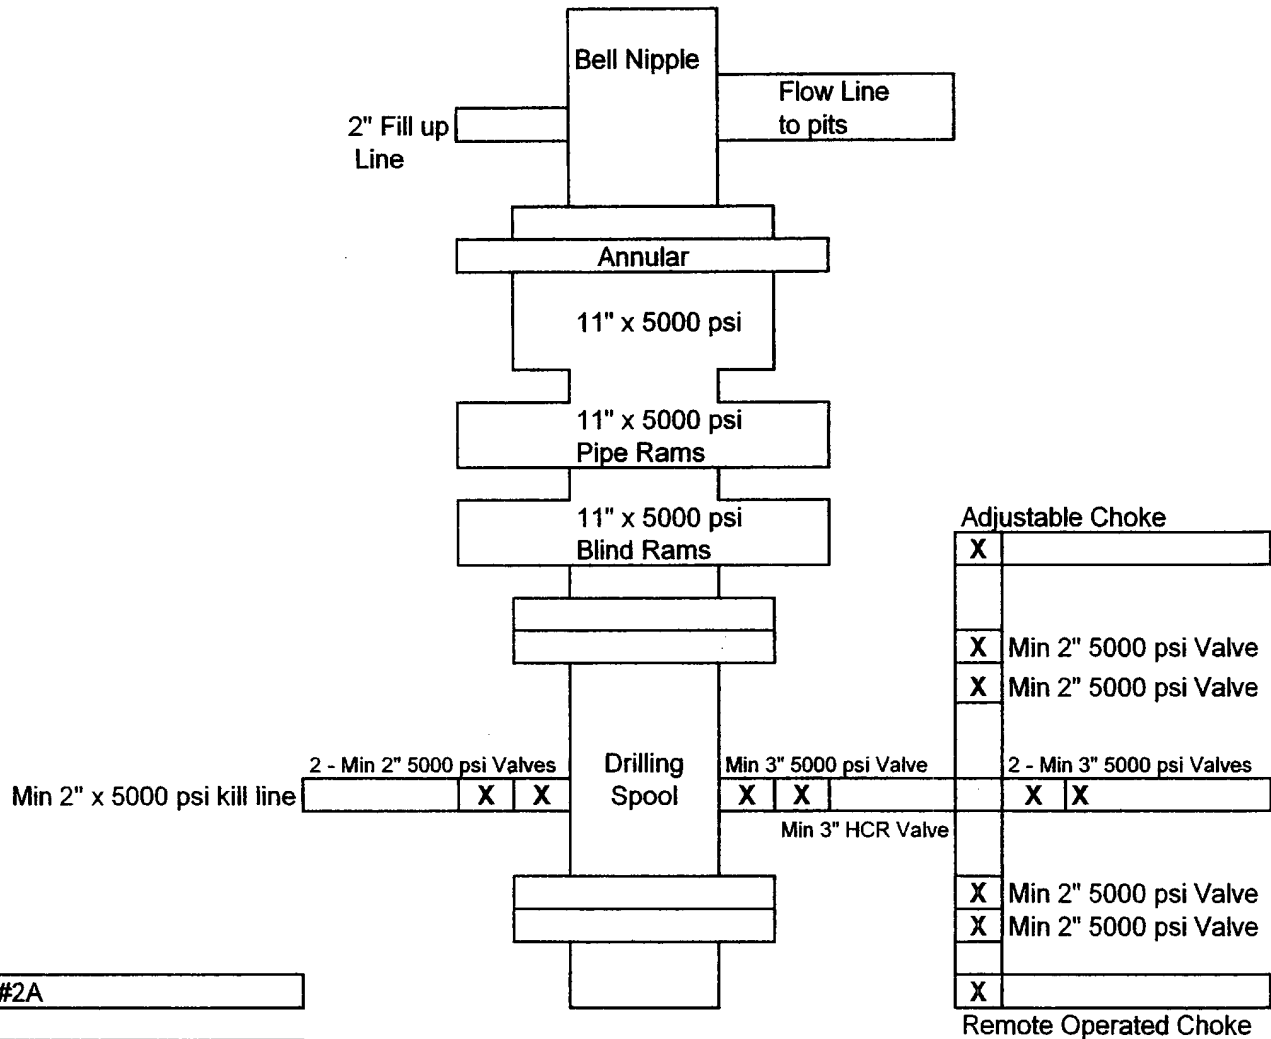 Bell Nipple
Flow Line
to pits
2" Fill up
Line
Annular
11" x 5000 psi
11" x 5000 psi
Pipe Rams
11" x 5000 psi
Blind Rams
Adjustable Choke
X
X Min 2" 5000 psi Valve
X Min 2" 5000 psi Valve
2 - Min 2" 5000 psi Valves
Drilling
Spool
Min 3" 5000 psi Valve
2 - Min 3" 5000 psi Valves
Min 2" x 5000 psi kill line
X X
X X
X X
Min 3" HCR Valve
X Min 2" 5000 psi Valve
X Min 2" 5000 psi Valve
#2A
X
Remote Operated Choke